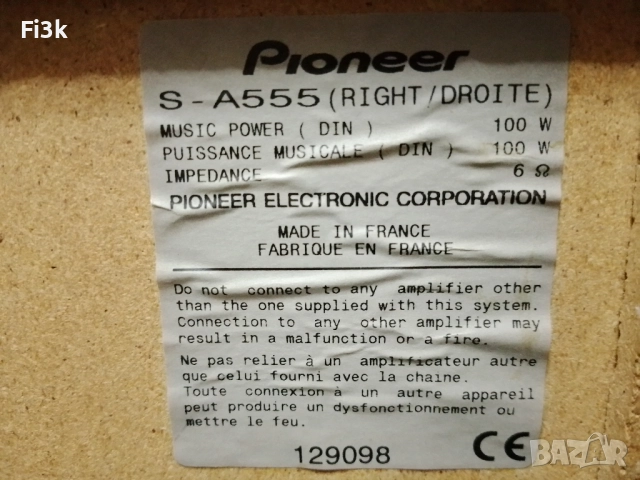 Fi3k
Pioneer
S-A555 (RIGHT/DROITE)
MUSIC POWER ( DIN ) 100 W
PUISSANCE MUSICALE ( DIN ) 100 W
IMPEDANCE 6 Ω
PIONEER ELECTRONIC CORPORATION
MADE IN FRANCE
FABRIQUE EN FRANCE
Do not connect to any amplifier other
than the one supplied with this system.
Connection to any other amplifier may
result in a malfunction or a fire.
Ne pas relier à un amplificateur autre
que celui fourni avec la chaine.
Toute connexion à un autre appareil
peut produire un dysfonctionnement ou
mettre le feu.
129098 CE
BAZAR